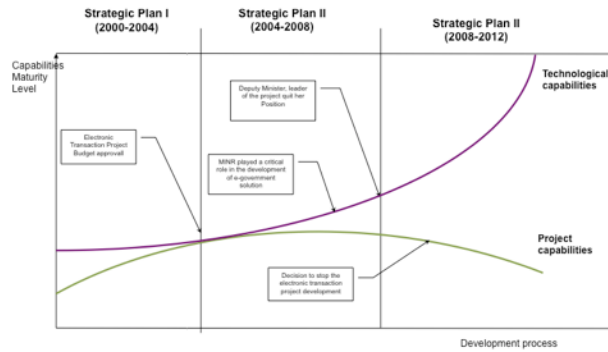 Strategic Plan I
(2000-2004)
Strategic Plan II
(2004-2008)
Strategic Plan II
(2008-2012)
Capabilities
Maturity
Level
Technological
capabilities
Deputy Minister, leader
of the project quit her
Position
Electronic
Transaction Project
Budget approvall
MINR played a critical
role in the development
of e-government
solution
Project
capabilities
Decision to stop the
electronic transaction
project development
Development process